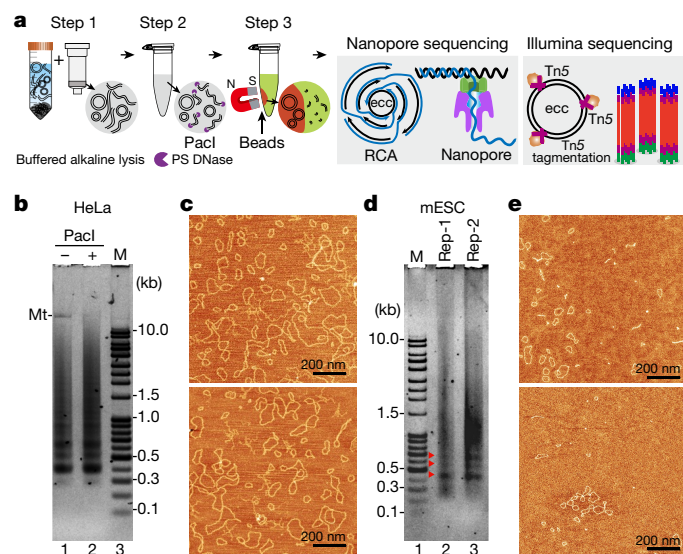 a
Step 1
Step 2
Step 3
+
N
S
PacI
Beads
Buffered alkaline lysis
PS DNase
Nanopore sequencing
ecc
RCA
Nanopore
Illumina sequencing
Tn5
ecc
Tn5
Tn5
tagmentation
b
HeLa
PacI
− + M
(kb)
Mt
10.0
1.5
1.0
0.5
0.3
0.1
1 2 3
c
200 nm
200 nm
d
mESC
M Rep-1 Rep-2
(kb)
10.0
1.5
0.5
0.3
0.1
1 2 3
e
200 nm
200 nm